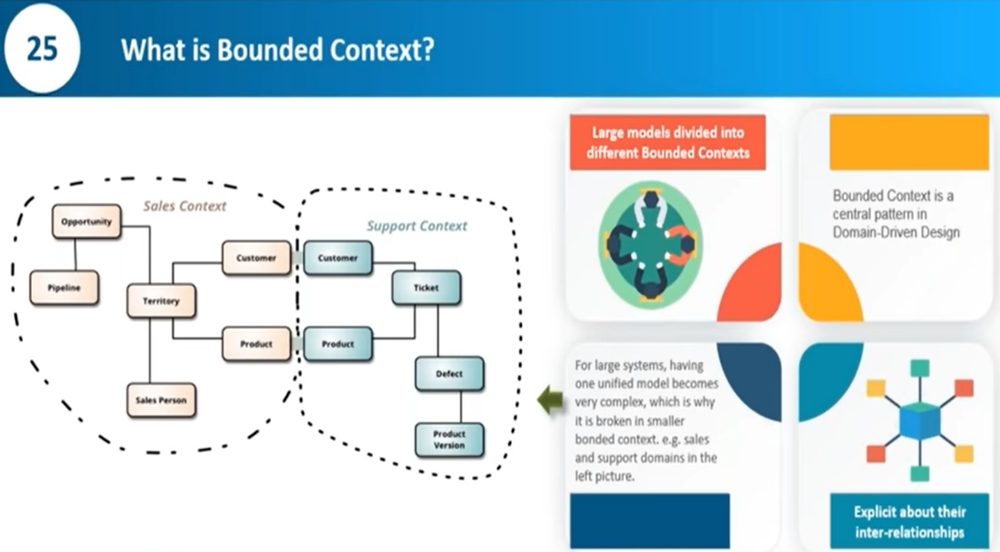 25
What is Bounded Context?
Sales Context
Opportunity
Pipeline
Territory
Customer
Product
Sales Person
Support Context
Customer
Ticket
Product
Defect
Product
Version
Large models divided into
different Bounded Contexts
Bounded Context is a
central pattern in
Domain-Driven Design
For large systems, having
one unified model becomes
very complex, which is why
it is broken in smaller
bonded context. e.g. sales
and support domains in the
left picture.
Explicit about their
inter-relationships